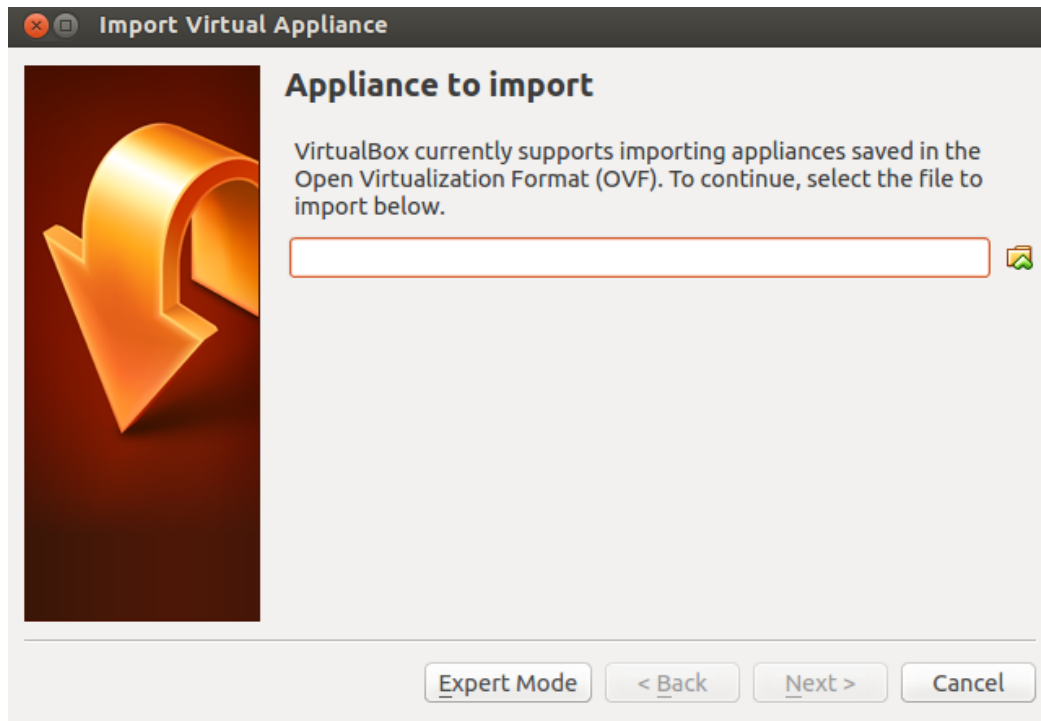 Import Virtual Appliance
Appliance to import
VirtualBox currently supports importing appliances saved in the
Open Virtualization Format (OVF). To continue, select the file to
import below.
Expert Mode
< Back
Next >
Cancel